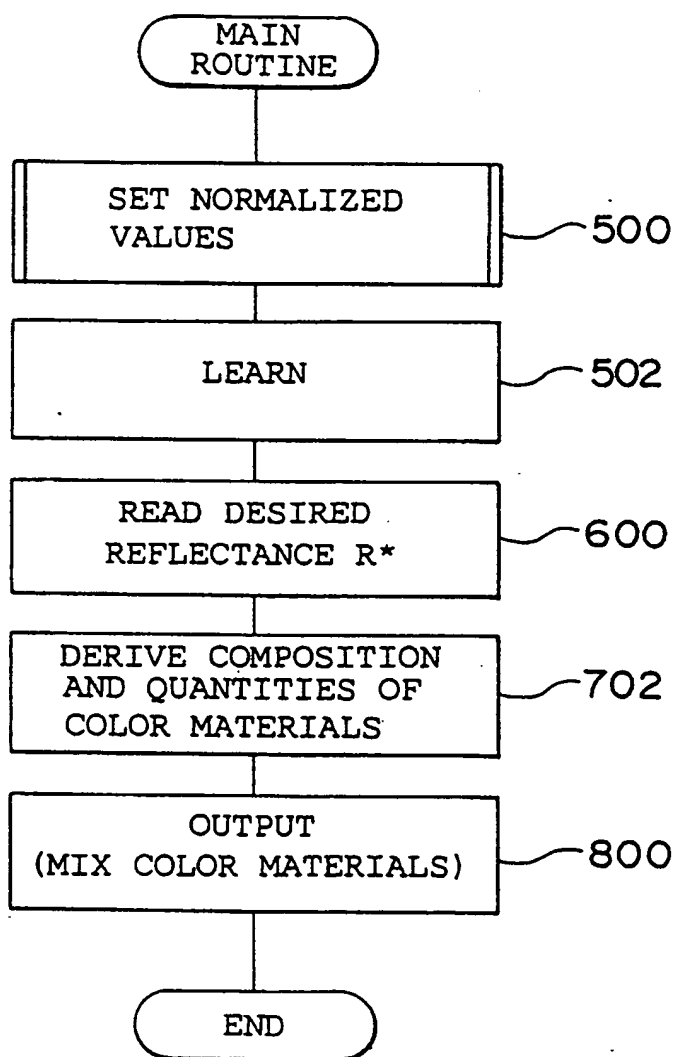 MAIN
ROUTINE
SET NORMALIZED
VALUES
500
LEARN
502
READ DESIRED
REFLECTANCE R*
600
DERIVE COMPOSITION
AND QUANTITIES OF
COLOR MATERIALS
702
OUTPUT
(MIX COLOR MATERIALS)
800
END